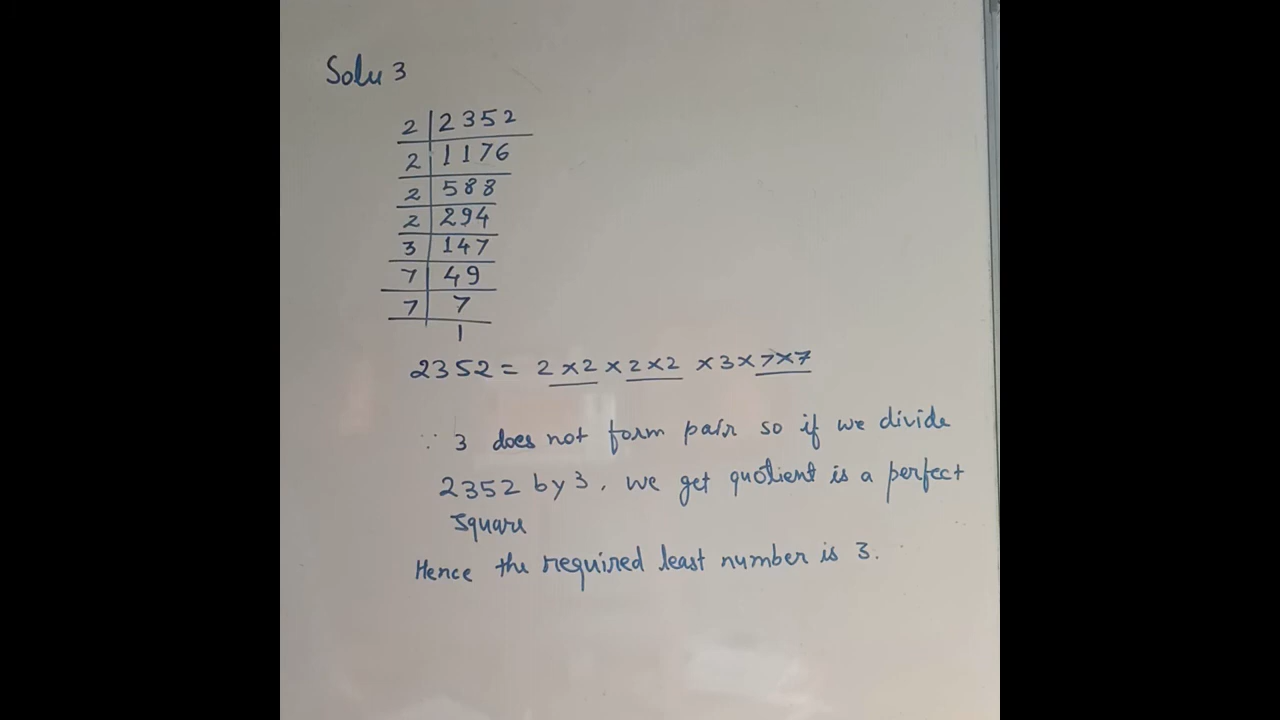 Solu 3
2 | 2352
2 | 1176
2 | 588
2 | 294
3 | 147
7 | 49
7 | 7
1
2352 = 2×2 × 2×2 ×3× 7×7
∵ 3 does not form pair so if we divide
2352 by 3, we get quotient is a perfect
square
Hence the required least number is 3.